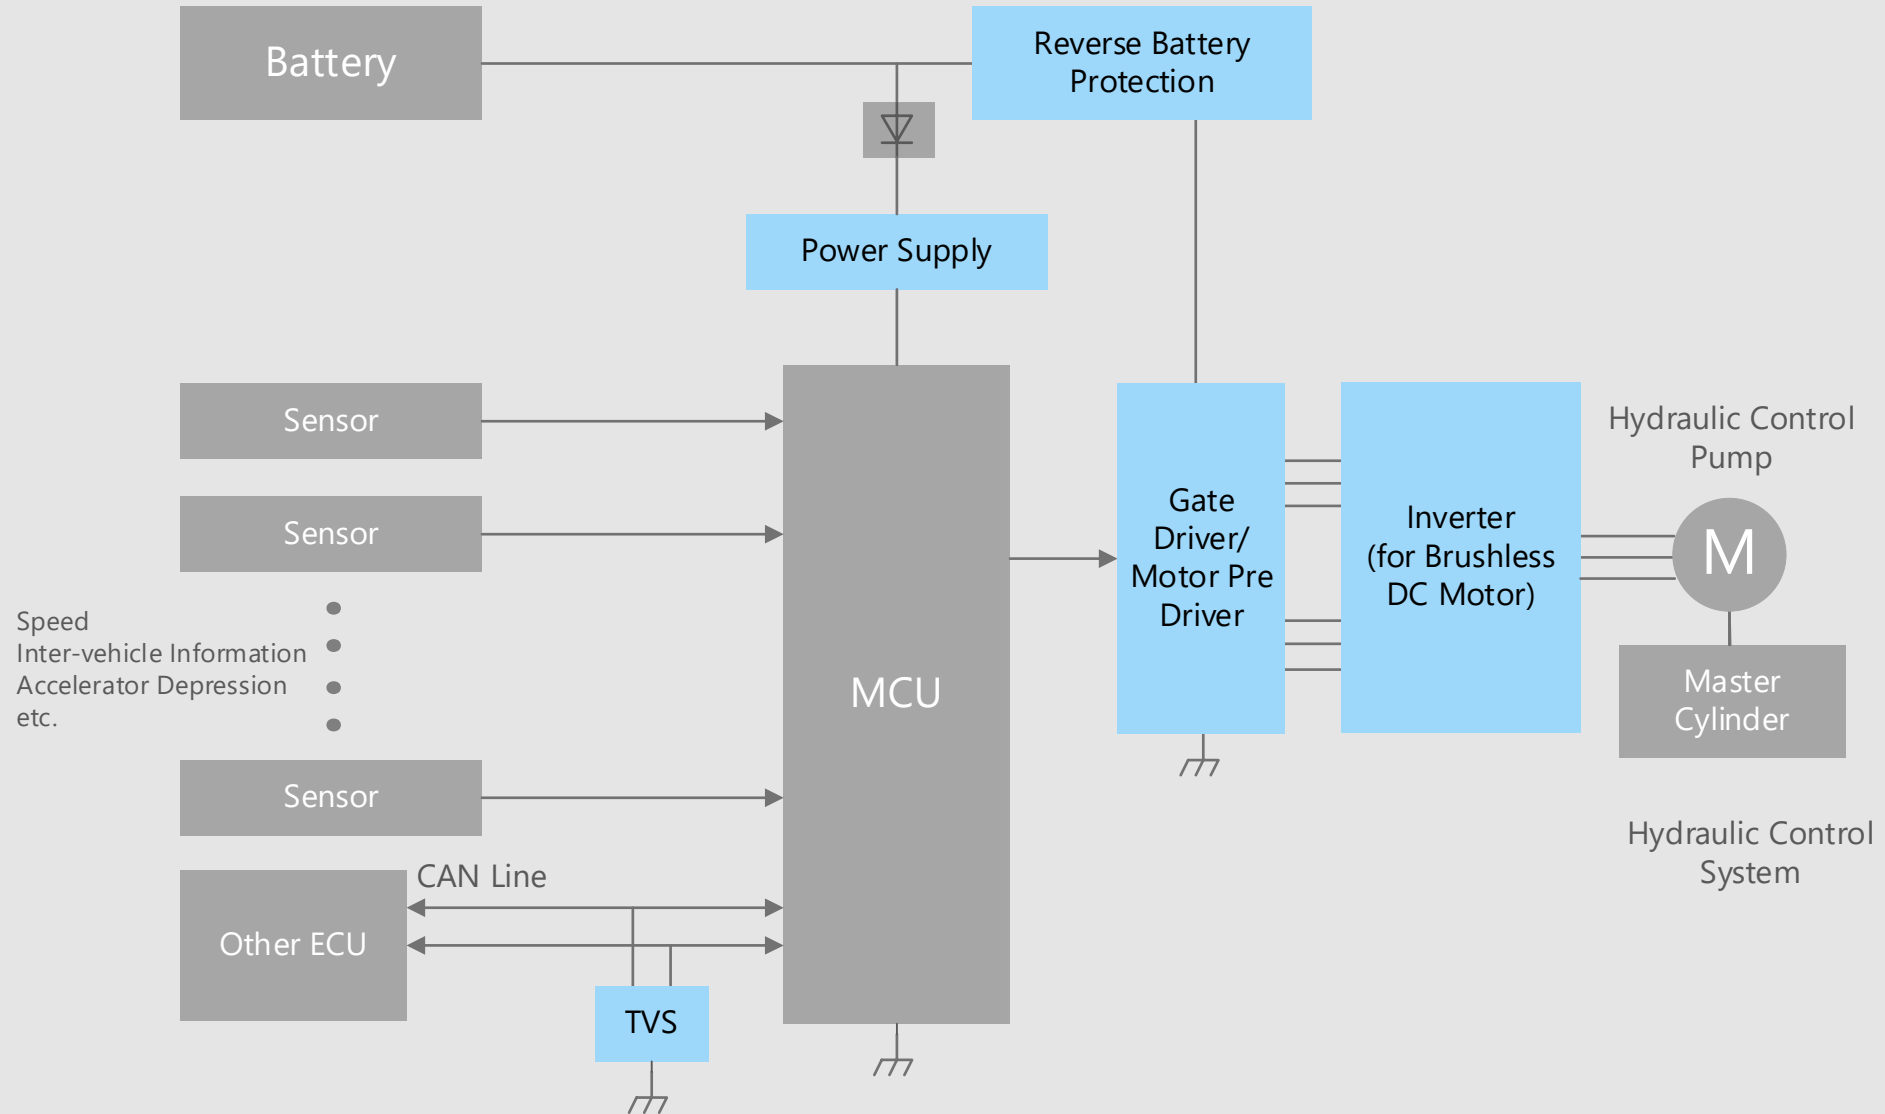 Battery
Reverse Battery
Protection
Power Supply
Sensor
Sensor
Speed
Inter-vehicle Information
Accelerator Depression
etc.
Sensor
CAN Line
Other ECU
TVS
MCU
Gate
Driver/
Motor Pre
Driver
Inverter
(for Brushless
DC Motor)
Hydraulic Control
Pump
M
Master
Cylinder
Hydraulic Control
System